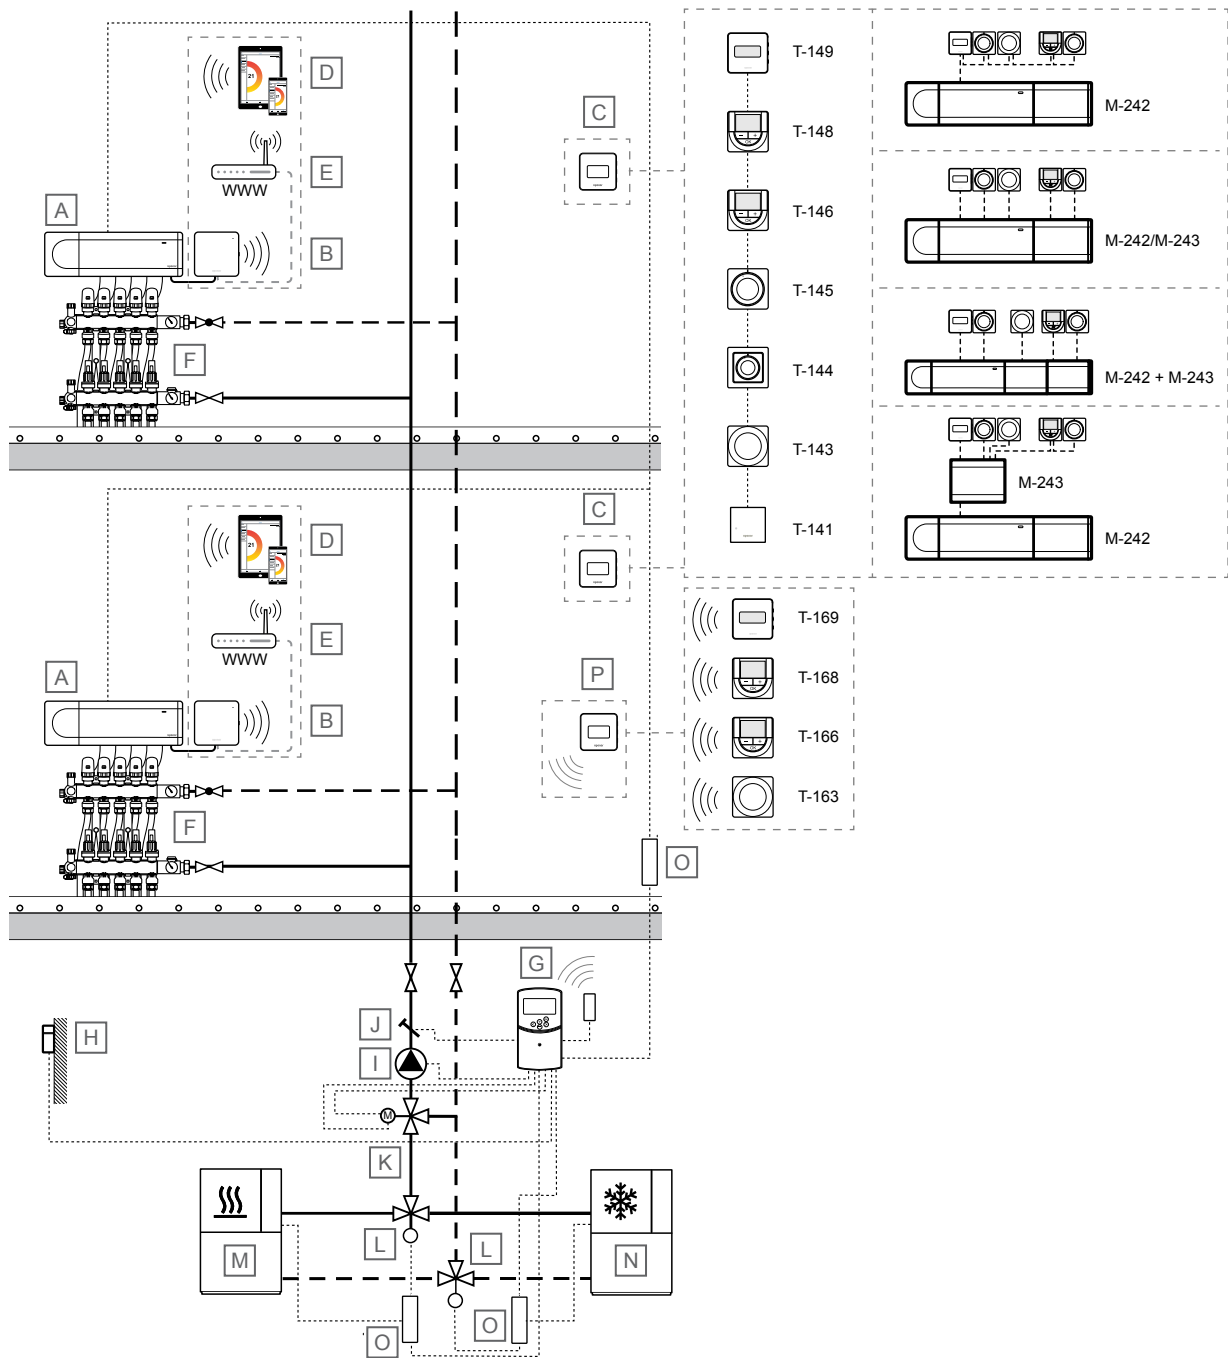 D
E
WWW
A
B
F
C
T-149
T-148
T-146
T-145
T-144
T-143
T-141
M-242
M-242/M-243
M-242 + M-243
M-243
M-242
D
E
WWW
A
B
F
C
P
T-169
T-168
T-166
T-163
O
G
H
J
I
M
K
L
L
M
N
O
O
21
21